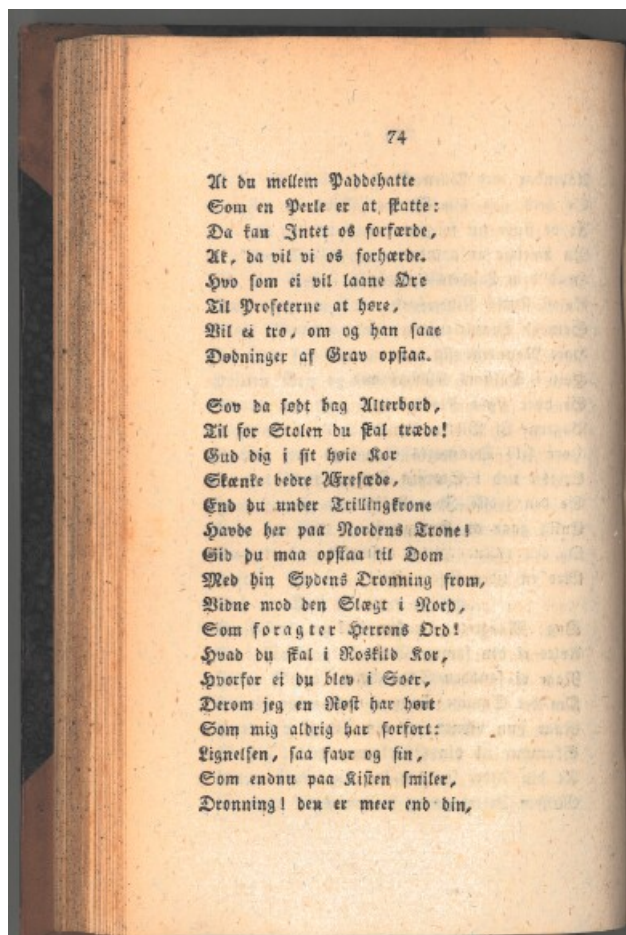 74
At du mellem Paddehatte
Som en Perle er at skatte:
Da kan Intet os forfærde,
Ak, da vil vi os forhærde.
Hvo som ei vil laane Øre
Til Profeterne at høre,
Vil ei troe, om og han saae
Dødninger af Grav opstaa.
Sov da sødt bag Alterbord,
Til for Stolen du skal træde!
Gud dig i sit høie Kor
Skænke bedre Æresæde,
End du under Trillingkrone
Havde her paa Nordens Trone!
Gid du maa opstaa til Dom
Med hin Sydens Dronning from,
Vidne mod den Slægt i Nord,
Som foragter Herrens Ord!
Hvad du skal i Roskild Kor,
Hvorfor ei du blev i Soer,
Derom jeg en Røst har hørt
Som mig aldrig har forført:
Lignelsen, saa favr og fin,
Som endnu paa Kisten smiler,
Dronning! den er meer end din,